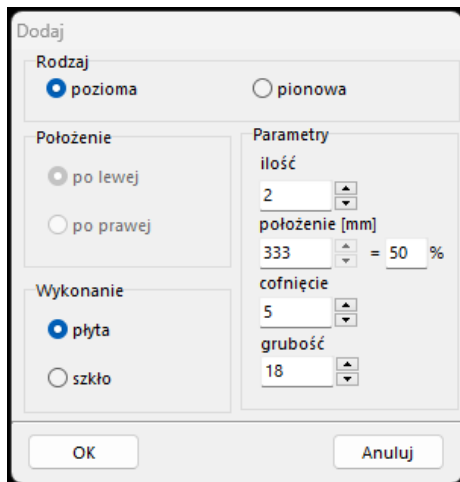 Dodaj
Rodzaj
pozioma
pionowa
Położenie
po lewej
po prawej
Wykonanie
płyta
szkło
Parametry
ilość
2
położenie [mm]
333 = 50 %
cofnięcie
5
grubość
18
OK
Anuluj